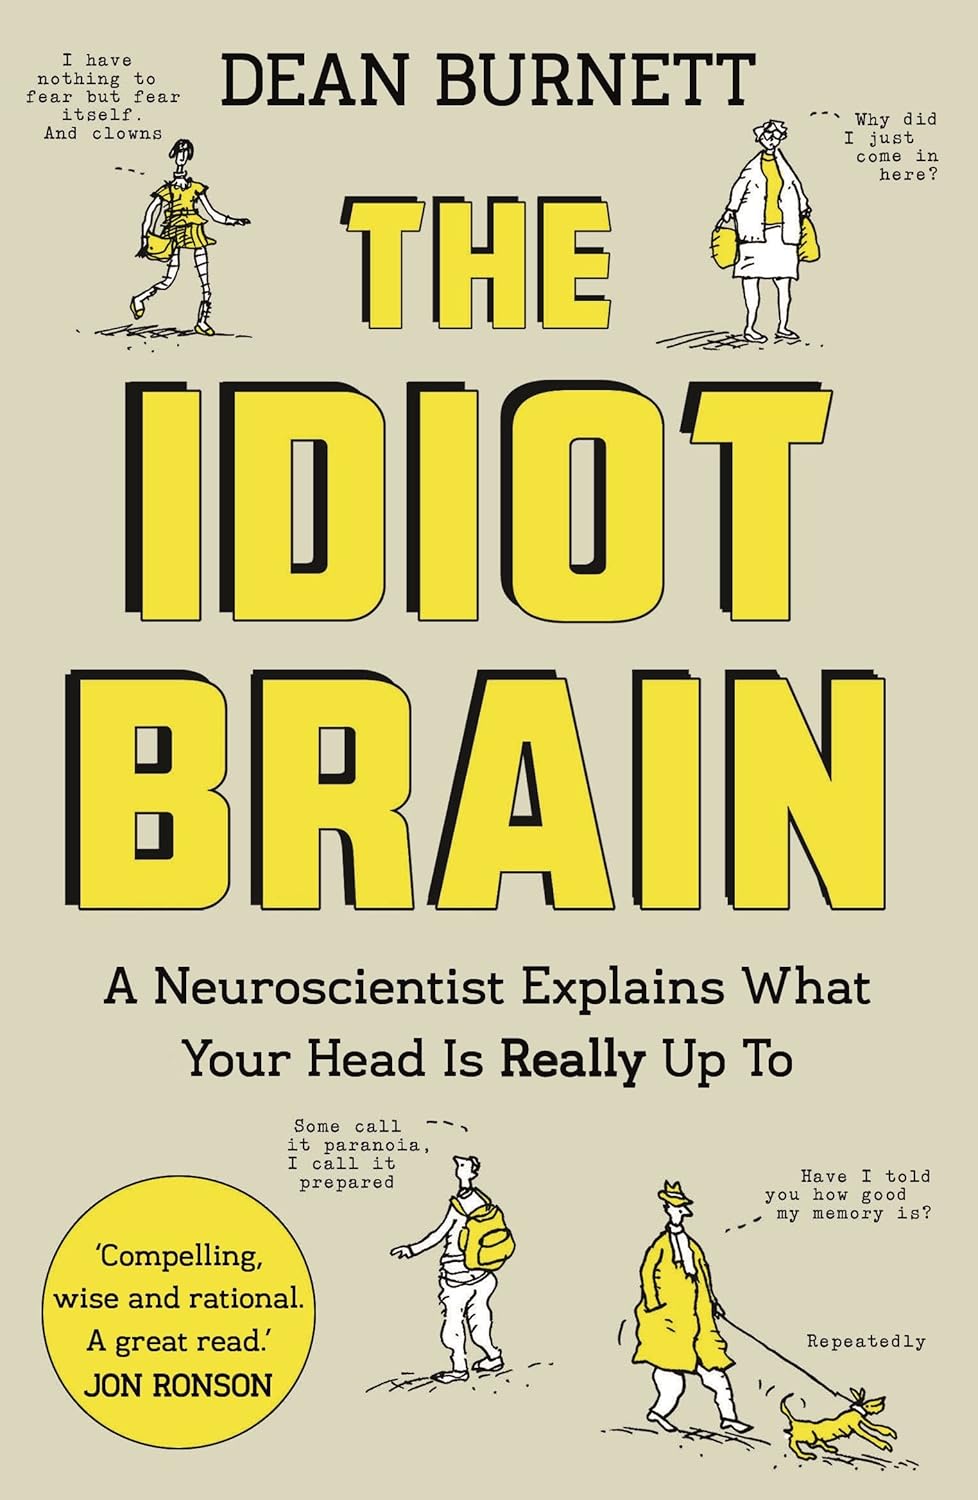 I have
nothing to
fear but fear
itself.
And clowns
DEAN BURNETT
Why did
I just
come in
here?
THE
IDIOT
BRAIN
A Neuroscientist Explains What
Your Head Is Really Up To
Some call
it paranoia,
I call it
prepared
Have I told
you how good
my memory is?
Repeatedly
‘Compelling,
wise and rational.
A great read.’
JON RONSON